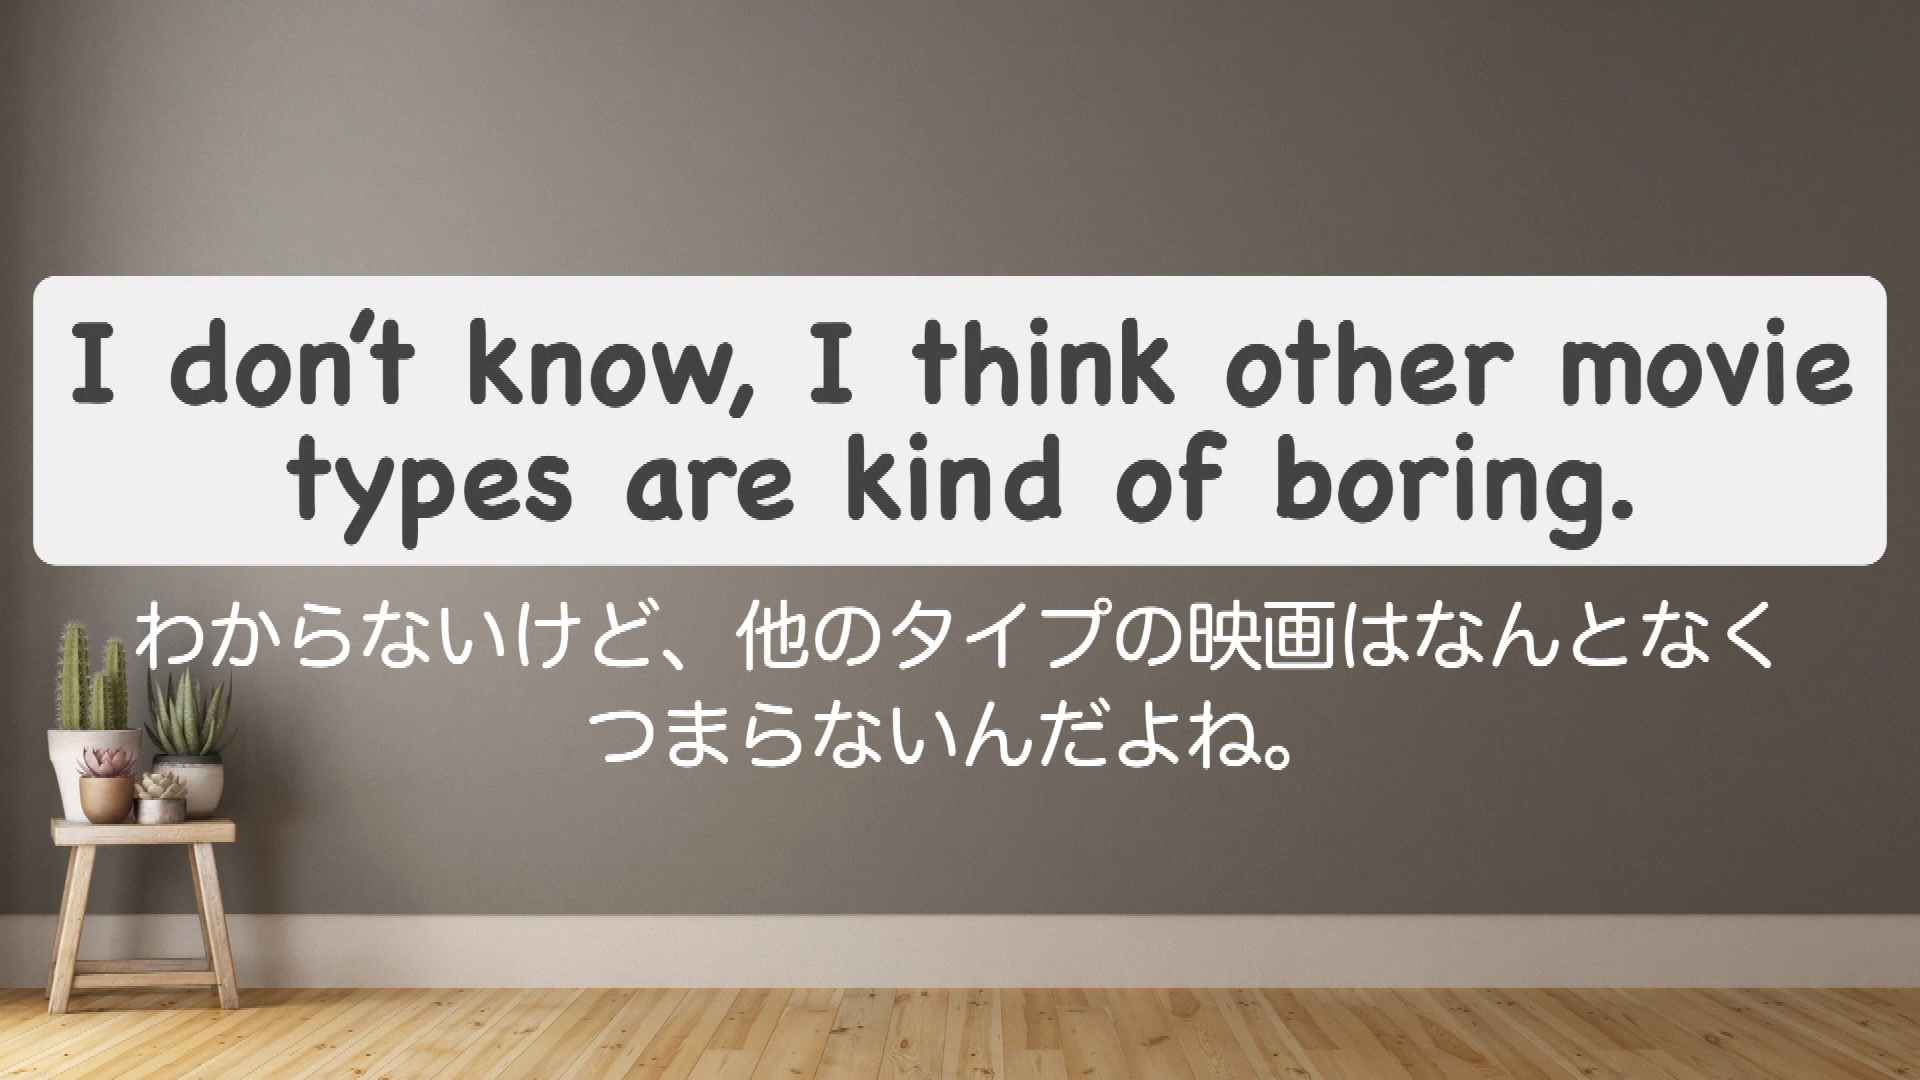 I don't know, I think other movie
types are kind of boring.
わからないけど、他のタイプの映画はなんとなく
つまらないんだよね。